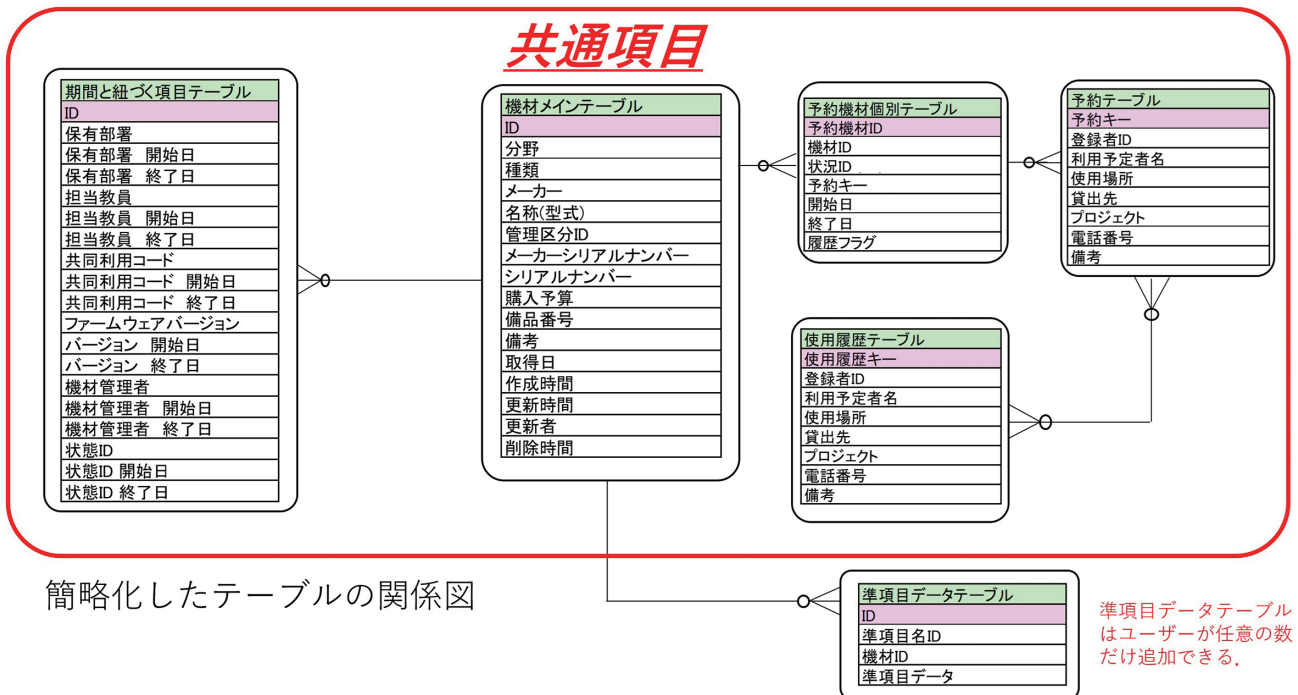 共通項目
期間と紐づく項目テーブル
ID
保有部署
保有部署 開始日
保有部署 終了日
担当教員
担当教員 開始日
担当教員 終了日
共同利用コード
共同利用コード 開始日
共同利用コード 終了日
ファームウェアバージョン
バージョン 開始日
バージョン 終了日
機材管理者
機材管理者 開始日
機材管理者 終了日
状態ID
状態ID 開始日
状態ID 終了日
機材メインテーブル
ID
分野
種類
メーカー
名称(型式)
管理区分ID
メーカーシリアルナンバー
シリアルナンバー
購入予算
備品番号
備考
取得日
作成時間
更新時間
更新者
削除時間
予約機材個別テーブル
予約機材ID
機材ID
状況ID
予約キー
開始日
終了日
履歴フラグ
予約テーブル
予約キー
登録者ID
利用予定者名
使用場所
貸出先
プロジェクト
電話番号
備考
使用履歴テーブル
使用履歴キー
登録者ID
利用予定者名
使用場所
貸出先
プロジェクト
電話番号
備考
簡略化したテーブルの関係図
準項目データテーブル
ID
準項目名ID
機材ID
準項目データ
準項目データテーブル
はユーザーが任意の数
だけ追加できる.